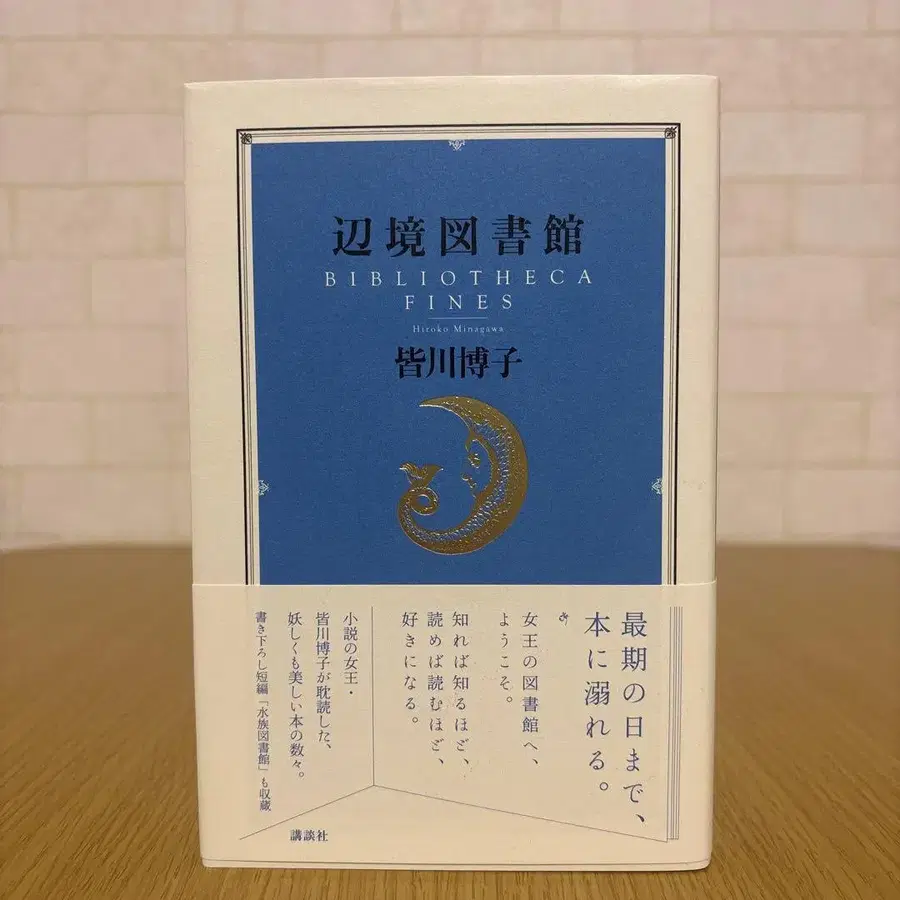 辺境図書館
BIBLIOTHECA
FINES
Hiroko Minagawa
皆川博子
最期の日まで、
本に溺れる。
女王の図書館へ、
ようこそ。
知れば知るほど、
読めば読むほど、
好きになる。
小説の女王・
皆川博子が耽読した、
妖しくも美しい本の数々。
書き下ろし短編「水族図書館」も収蔵
講談社